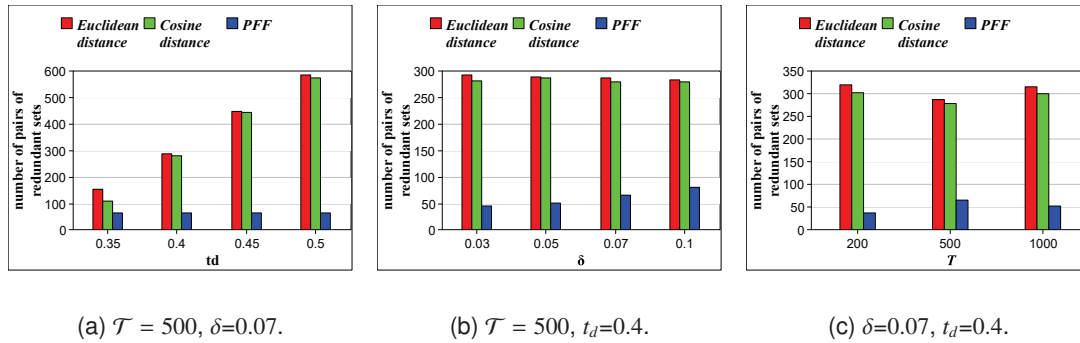 Euclidean distance Cosine distance PFF
number of pairs of redundant sets
600
500
400
300
200
100
0
0.35 0.4 0.45 0.5
td
(a) 𝒯 = 500, δ=0.07.
Euclidean distance Cosine distance PFF
number of pairs of redundant sets
300
250
200
150
100
50
0
0.03 0.05 0.07 0.1
δ
(b) 𝒯 = 500, t_d=0.4.
Euclidean distance Cosine distance PFF
number of pairs of redundant sets
350
300
250
200
150
100
50
0
200 500 1000
T
(c) δ=0.07, t_d=0.4.